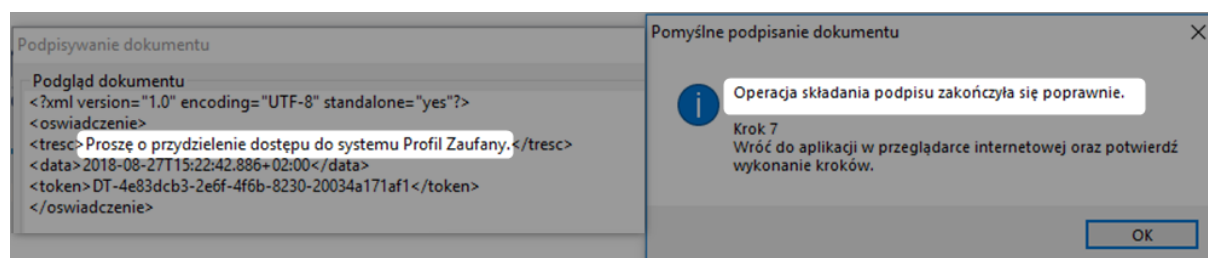 Podpisywanie dokumentu
Podgląd dokumentu
<?xml version="1.0" encoding="UTF-8" standalone="yes"?>
<oswiadczenie>
<tresc>Proszę o przydzielenie dostępu do systemu Profil Zaufany.</tresc>
<data>2018-08-27T15:22:42.886+02:00</data>
<token>DT-4e83dcb3-2e6f-4f6b-8230-20034a171af1</token>
</oswiadczenie>
Pomyślne podpisanie dokumentu
Operacja składania podpisu zakończyła się poprawnie.
Krok 7
Wróć do aplikacji w przeglądarce internetowej oraz potwierdź
wykonanie kroków.
OK